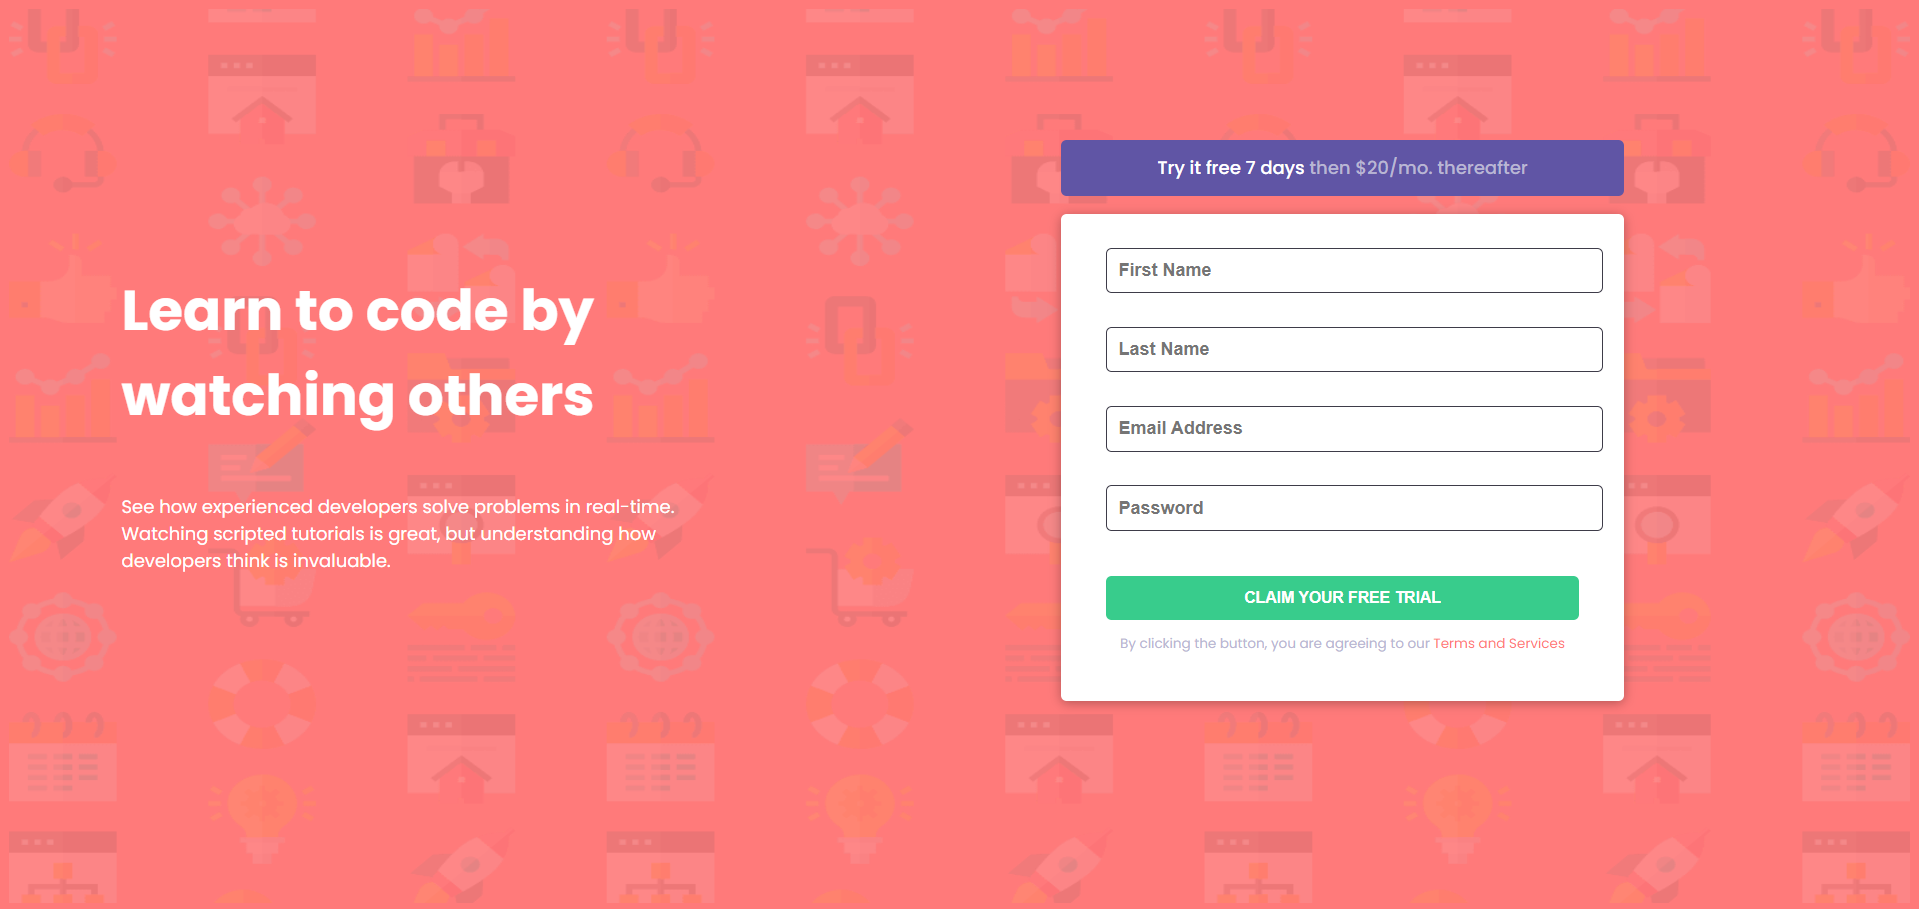 Learn to code by
watching others
See how experienced developers solve problems in real-time.
Watching scripted tutorials is great, but understanding how
developers think is invaluable.
Try it free 7 days then $20/mo. thereafter
First Name
Last Name
Email Address
Password
CLAIM YOUR FREE TRIAL
By clicking the button, you are agreeing to our Terms and Services